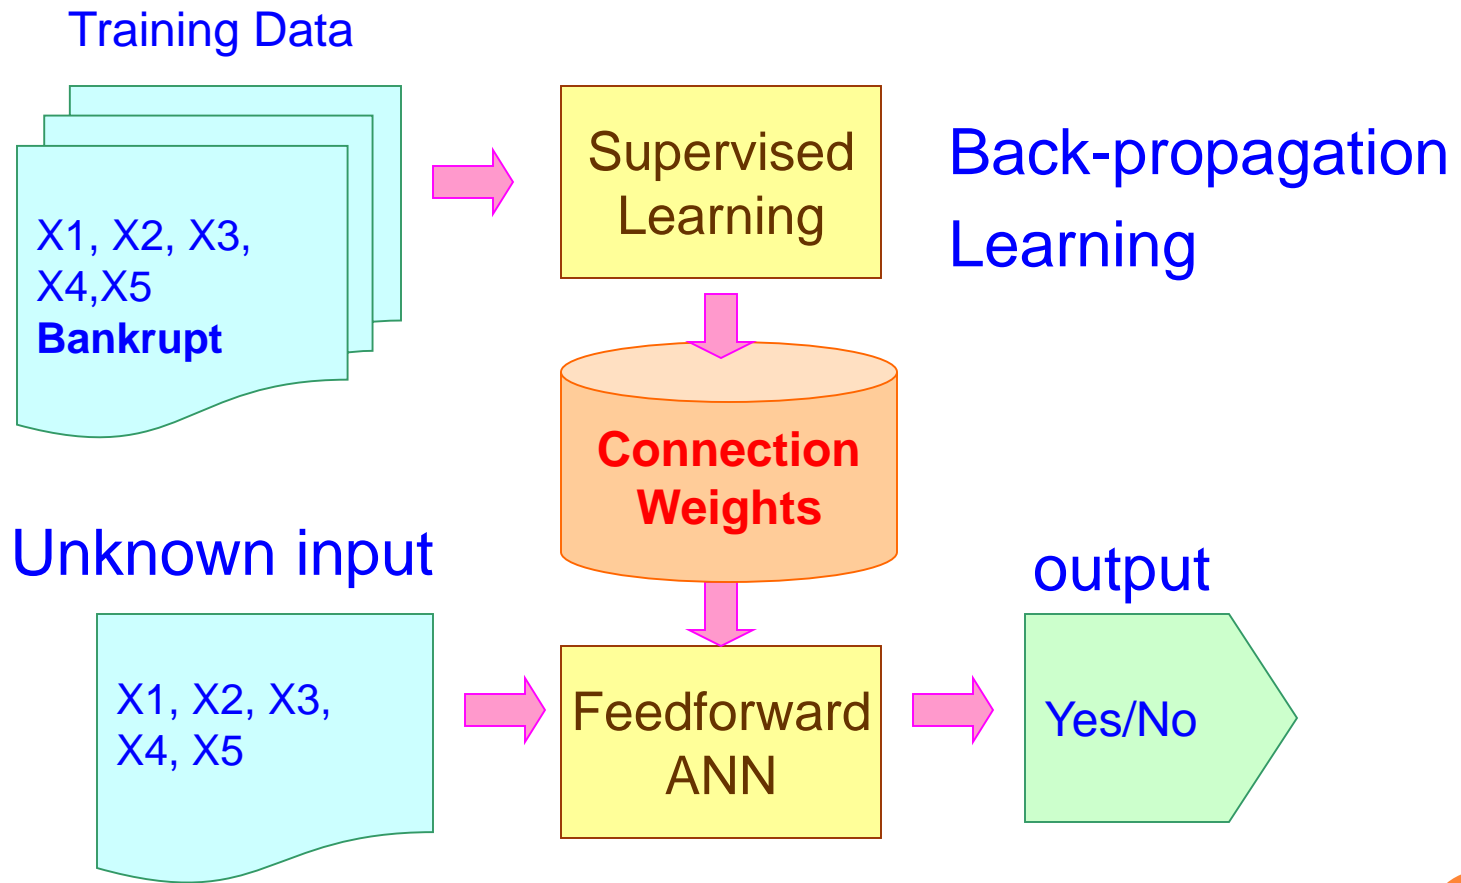 Training Data
X1, X2, X3,
X4,X5
Bankrupt
Supervised
Learning
Back-propagation
Learning
Connection
Weights
Unknown input
X1, X2, X3,
X4, X5
Feedforward
ANN
output
Yes/No